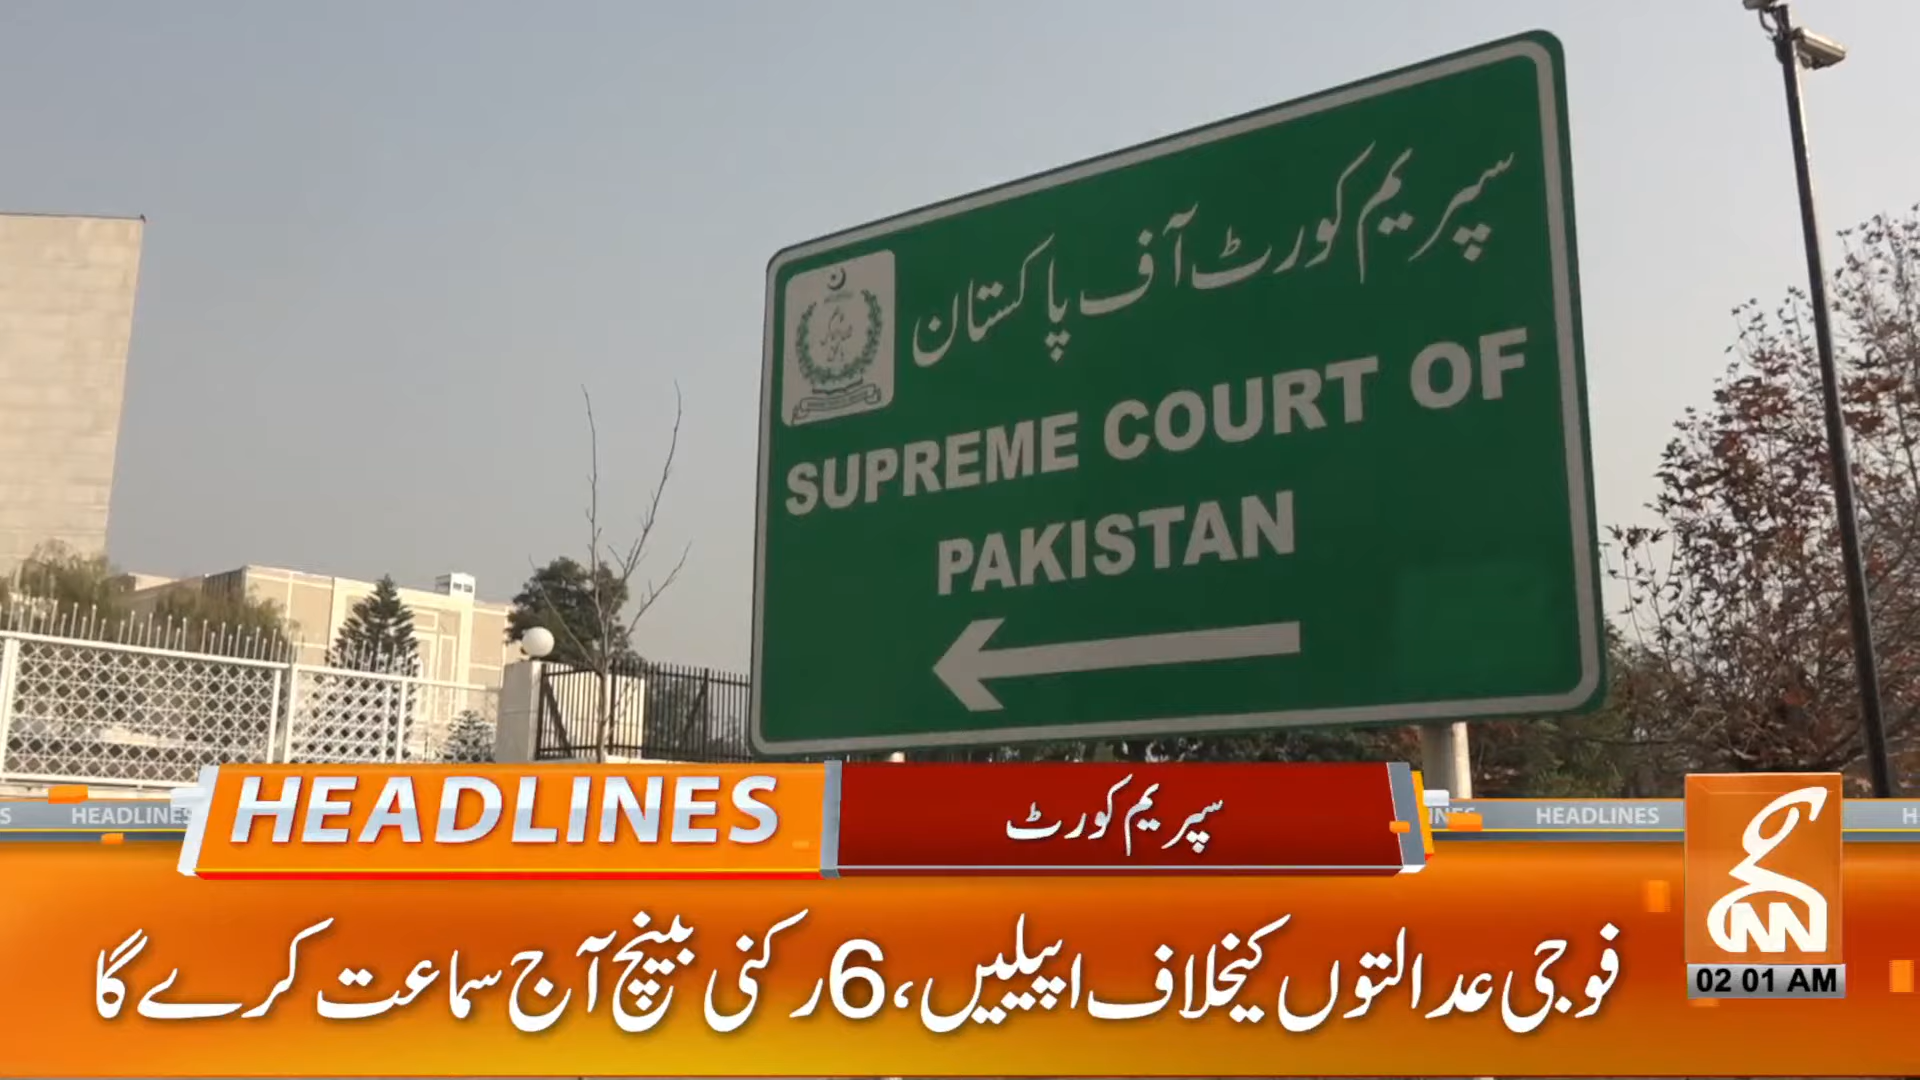 سپریم کورٹ آف پاکستان
SUPREME COURT OF
PAKISTAN
HEADLINES
سپریم کورٹ
HEADLINES
HEADLINES
GNN
فوجی عدالتوں کیخلاف اپیلیں، 6 رکنی بینچ آج سماعت کرے گا
02 01 AM